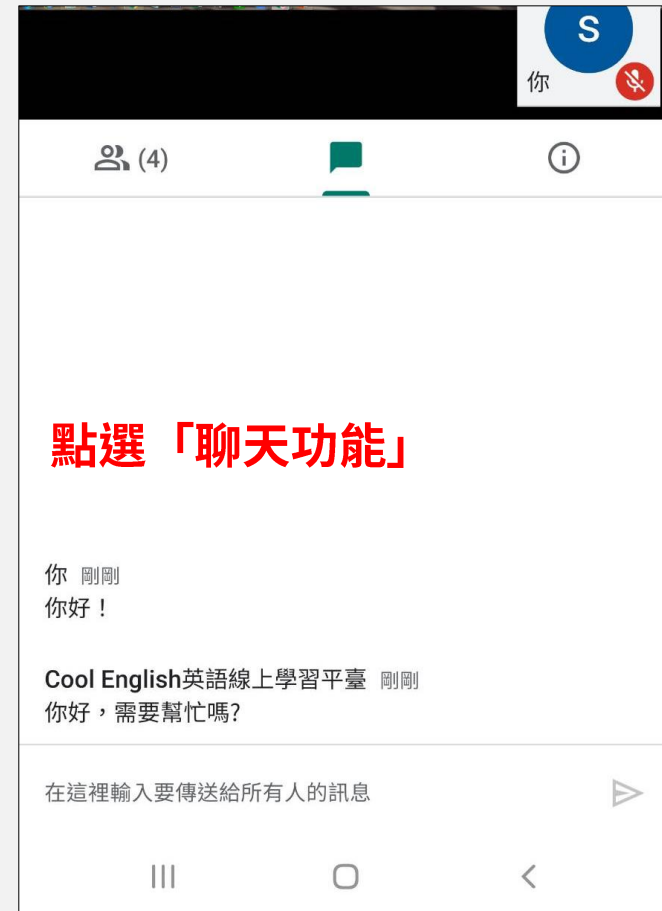 S
你
(4)
點選「聊天功能」
你 剛剛
你好！
Cool English英語線上學習平臺 剛剛
你好，需要幫忙嗎?
在這裡輸入要傳送給所有人的訊息